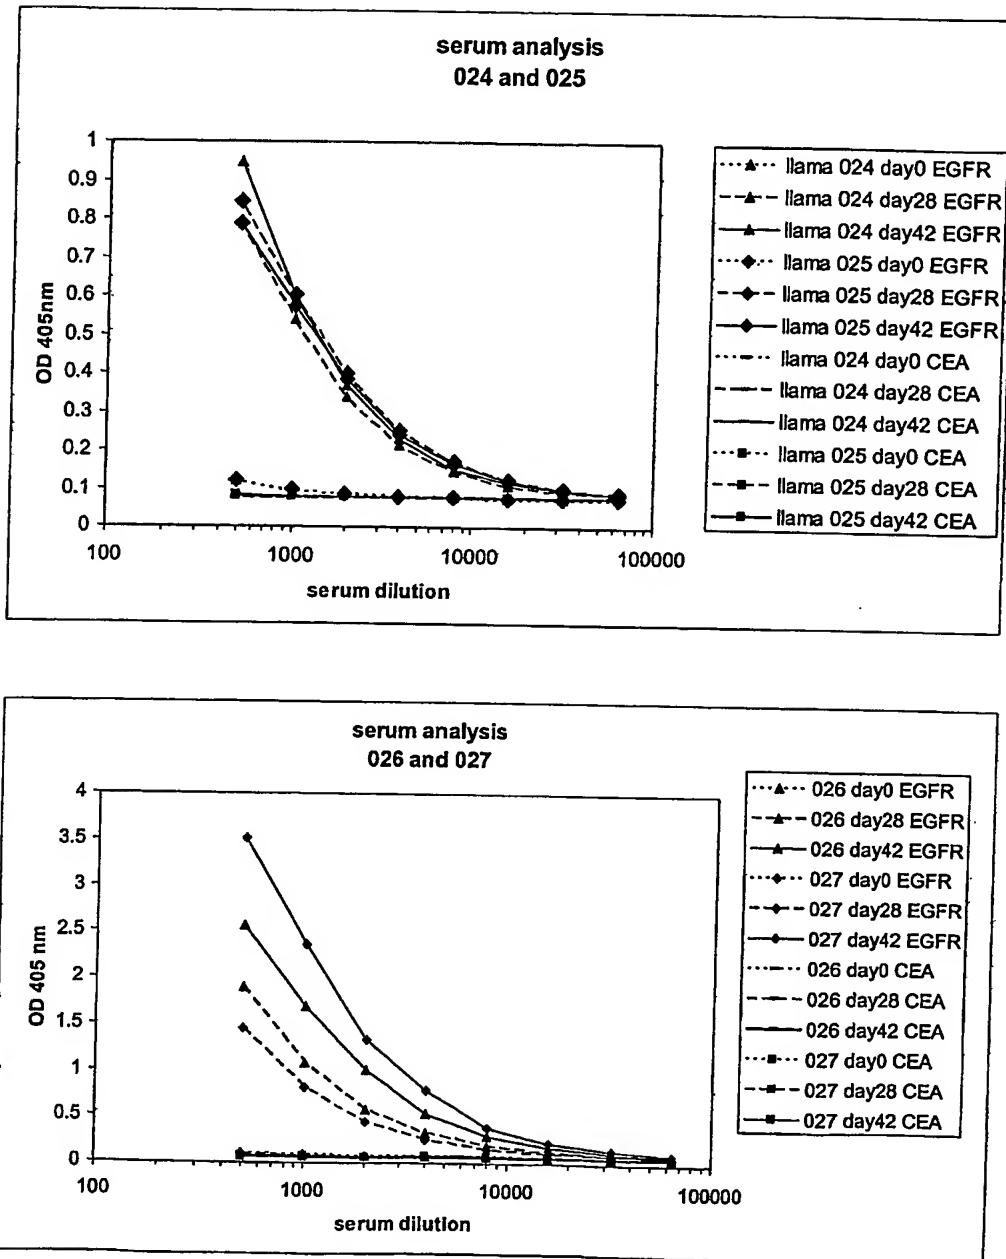 serum analysis
024 and 025
1
0.9
0.8
0.7
0.6
0.5
0.4
0.3
0.2
0.1
0
OD 405nm
100
1000
10000
100000
serum dilution
llama 024 day0 EGFR
llama 024 day28 EGFR
llama 024 day42 EGFR
llama 025 day0 EGFR
llama 025 day28 EGFR
llama 025 day42 EGFR
llama 024 day0 CEA
llama 024 day28 CEA
llama 024 day42 CEA
llama 025 day0 CEA
llama 025 day28 CEA
llama 025 day42 CEA
serum analysis
026 and 027
4
3.5
3
2.5
2
1.5
1
0.5
0
OD 405 nm
100
1000
10000
100000
serum dilution
026 day0 EGFR
026 day28 EGFR
026 day42 EGFR
027 day0 EGFR
027 day28 EGFR
027 day42 EGFR
026 day0 CEA
026 day28 CEA
026 day42 CEA
027 day0 CEA
027 day28 CEA
027 day42 CEA